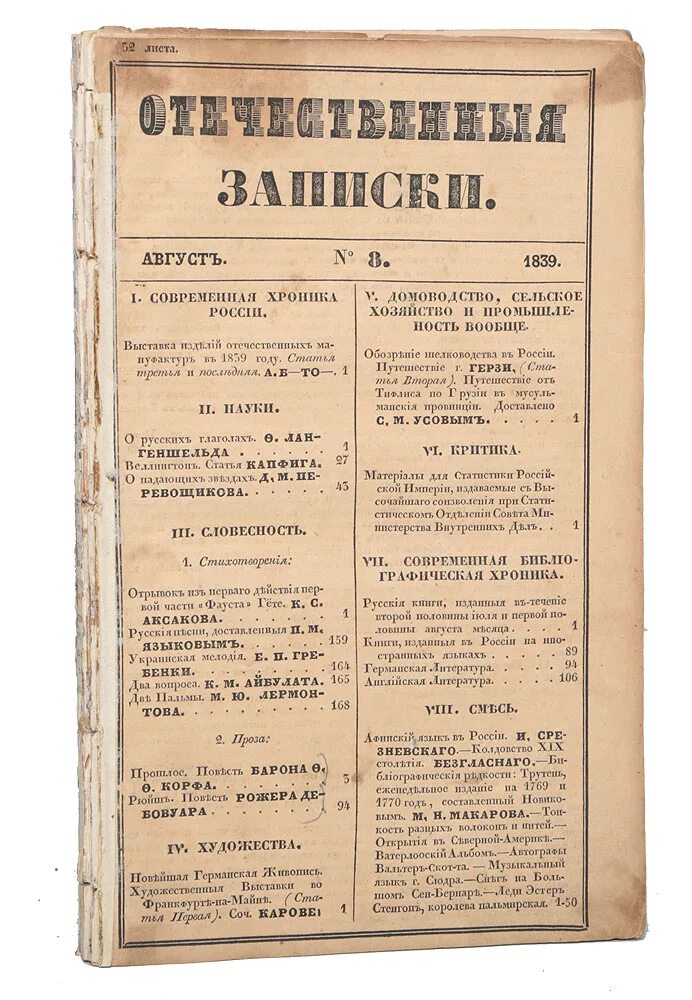 32 листа.
ОТЕЧЕСТВЕННЫЯ
ЗАПИСКИ.
АВГУСТЪ.
№ 8.
1839.
I. СОВРЕМЕННАЯ ХРОНИКА
РОССІИ.
Выставка издѣлій отечественныхъ ма-
нуфактур въ 1839 году. Статья
третья и послѣдняя. А. Б—ТО—. 1
II. НАУКИ.
О русскихъ глаголахъ. Ѳ. ЛАН-
ГЕНШЕЛЬДА . . . . . . . 1
Веллингтонъ. Статья КАПФИГА. 27
О падающихъ звѣздахъ. Д. М. ПЕ-
РЕВОЩИКОВА. . . . . . . 43
III. СЛОВЕСНОСТЬ.
1. Стихотворенія:
Отрывокъ изъ перваго дѣйствія пер-
вой части «Фауста» Гёте. К. С.
АКСАКОВА. . . . . . . . 1
Русскія пѣсни, доставленныя П. М.
ЯЗЫКОВЫМЪ. . . . . . . 159
Украинская мелодія. Е. П. ГРЕ-
БЕНКИ. . . . . . . . . 164
Два вопроса. К. М. АЙБУЛАТА. 165
Двѣ Пальмы. М. Ю. ЛЕРМОН-
ТОВА. . . . . . . . . 168
2. Проза:
Прошлое. Повѣсть БАРОНА Ѳ.
Ѳ. КОРФА. . . . . . . . 3
Рюйшъ. Повѣсть РОЖЕРА ДЕ-
БОВУАРА. . . . . . . . 94
IV. ХУДОЖЕСТВА.
Новѣйшая Германская Живопись.
Художественныя Выставки во
Франкфуртѣ-на-Майнѣ. (Ста-
тья Первая). Соч. КАРОВЕ 1
V. ДОМОВОДСТВО, СЕЛЬСКОЕ
ХОЗЯЙСТВО И ПРОМЫШЛЕ-
НОСТЬ ВООБЩЕ.
Обозрѣніе шелководства въ Россіи.
Путешествіе г. ГЕРЗИ, (Ста-
тья Вторая). Путешествіе отъ
Тифлиса по Грузіи въ мусуль-
манскія провинціи. Доставлено
С. М. УСОВЫМЪ. . . . . . 1
VI. КРИТИКА.
Матеріалы для Статистики Россій-
ской Имперіи, издаваемые съ Вы-
сочайшаго соизволенія при Стати-
стическомъ Отдѣленіи Совѣта Ми-
нистерства Внутреннихъ Дѣлъ. . 1
VII. СОВРЕМЕННАЯ БИБЛІО-
ГРАФИЧЕСКАЯ ХРОНИКА.
Русскія книги, изданныя въ-теченіе
второй половины іюля и первой по-
ловины августа мѣсяца. . . . 1
Книги, изданныя въ Россіи на ино-
странныхъ языкахъ. . . . . 89
Германская Литература. . . . 94
Англійская Литература. . . . 106
VIII. СМѢСЬ.
Афинскій языкъ въ Россіи. И. СРЕ-
ЗНЕВСКАГО.—Колдовство XIX
столѣтія. БЕЗГЛАСНАГО.—Би-
бліографическія рѣдкости: Трутень,
еженедѣльное изданіе на 1769 и
1770 годъ, составленный Новико-
вымъ. М. Н. МАКАРОВА.—Тон-
кость разныхъ волоконъ и нитей.—
Открытія въ Сѣверной-Америкѣ.—
Ватерлооскій Альбомъ.—Автографы
Вальтеръ-Скотта. — Музыкальный
языкъ г. Сюдра.—Снѣгъ на Боль-
шомъ Сен-Бернарѣ.—Леди Эстеръ
Стенгопъ, королева пальмирская. 1-50